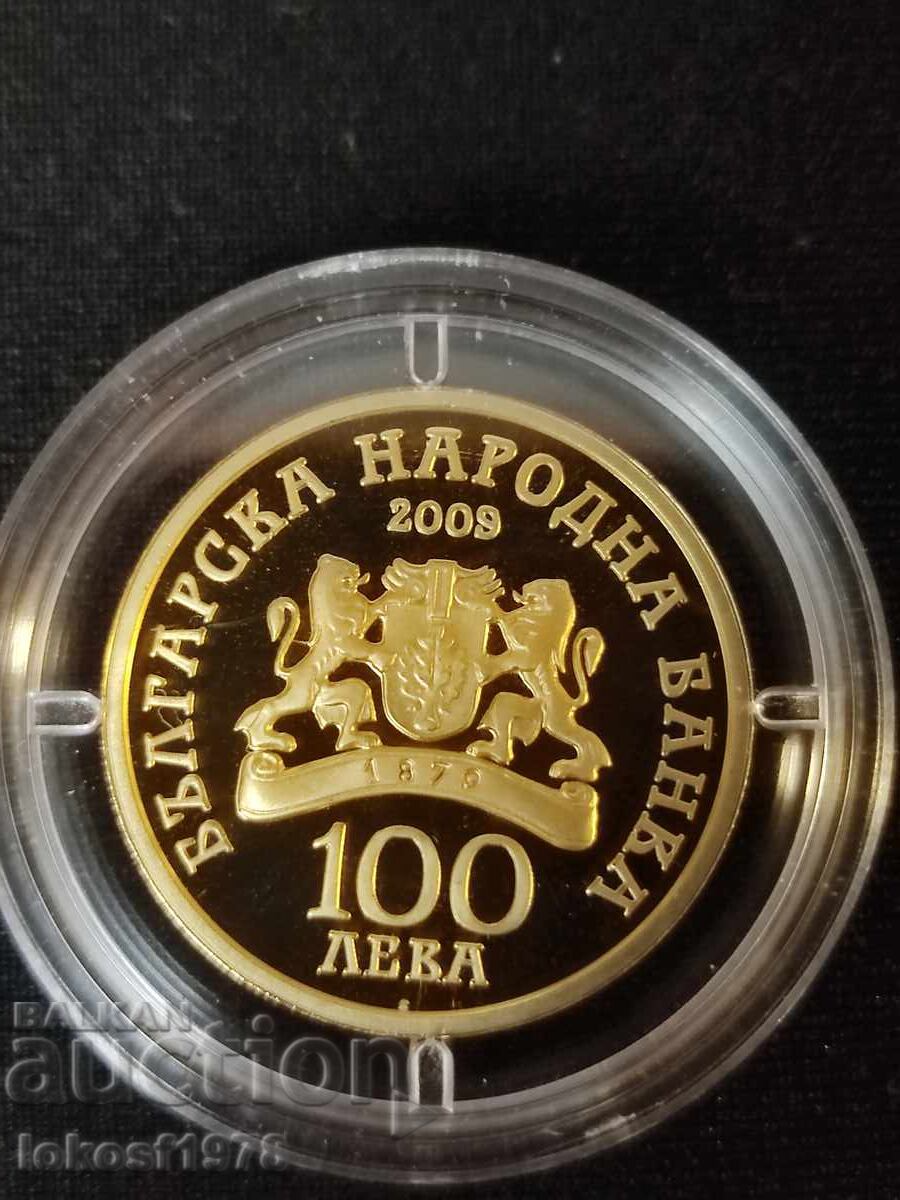 БЪЛГАРСКА НАРОДНА БАНКА
2009
1879
100
ЛЕВА
BALKAN
auction
lokosf1978